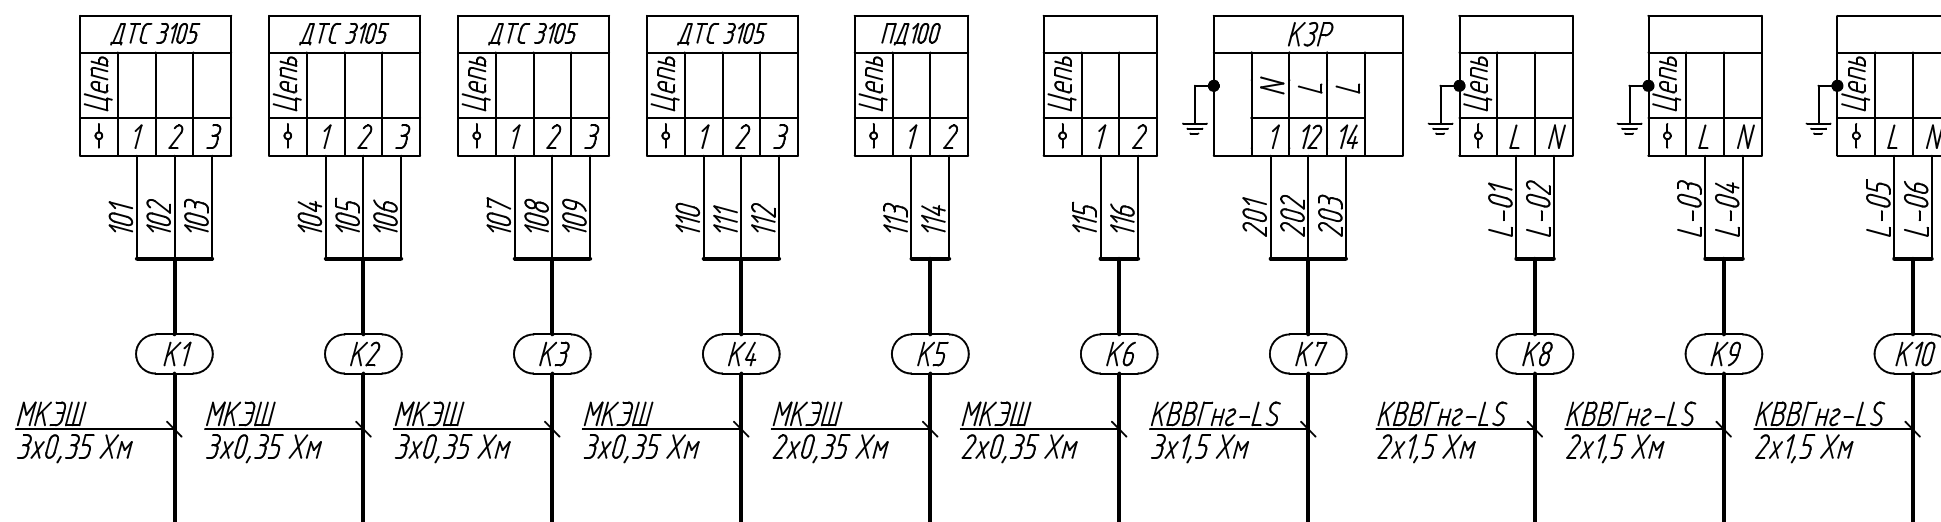 ДТС 3105 ДТС 3105 ДТС 3105 ДТС 3105 ПД100 КЗР
Цепь Цепь Цепь Цепь Цепь Цепь N L L Цепь Цепь Цепь
1 2 3 1 2 3 1 2 3 1 2 3 1 2 1 2 1 12 14 L N L N L N
101 102 103 104 105 106 107 108 109 110 111 112 113 114 115 116 201 202 203 L-01 L-02 L-03 L-04 L-05 L-06
К1 К2 К3 К4 К5 К6 К7 К8 К9 К10
МКЭШ МКЭШ МКЭШ МКЭШ МКЭШ МКЭШ КВВГнг-LS КВВГнг-LS КВВГнг-LS КВВГнг-LS
3х0,35 Хм 3х0,35 Хм 3х0,35 Хм 3х0,35 Хм 2х0,35 Хм 2х0,35 Хм 3х1,5 Хм 2х1,5 Хм 2х1,5 Хм 2х1,5 Хм